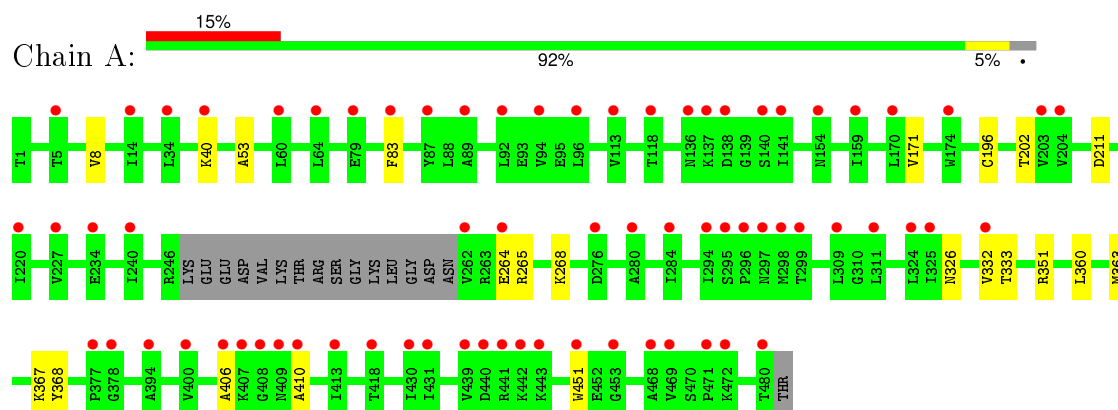 15%
Chain A:
92% 5% •
T1 T5 V8 I14 L34 K40 A53 L60 L64 E79 F83 Y87 L88 A89 L92 E93 V94 E95 L96 V113 T118 N136 K137 D138 G139 S140 I141 N154 I159 L170 V171 W174 C196 T202 V203 V204 D211
I220 V227 E234 I240 R246 LYS GLU GLU ASP VAL LYS THR ARG SER GLY LYS LEU GLY ASP ASN V262 R263 E264 R265 K268 D276 A280 I284 I294 S295 P296 N297 M298 T299 L309 G310 L311 L324 I325 N326 V332 T333 R351 L360 M363
K367 Y368 P377 G378 A394 V400 A406 K407 G408 N409 A410 I413 T418 I430 I431 V439 D440 R441 K442 K443 W451 E452 G453 A468 V469 S470 P471 K472 T480 THR